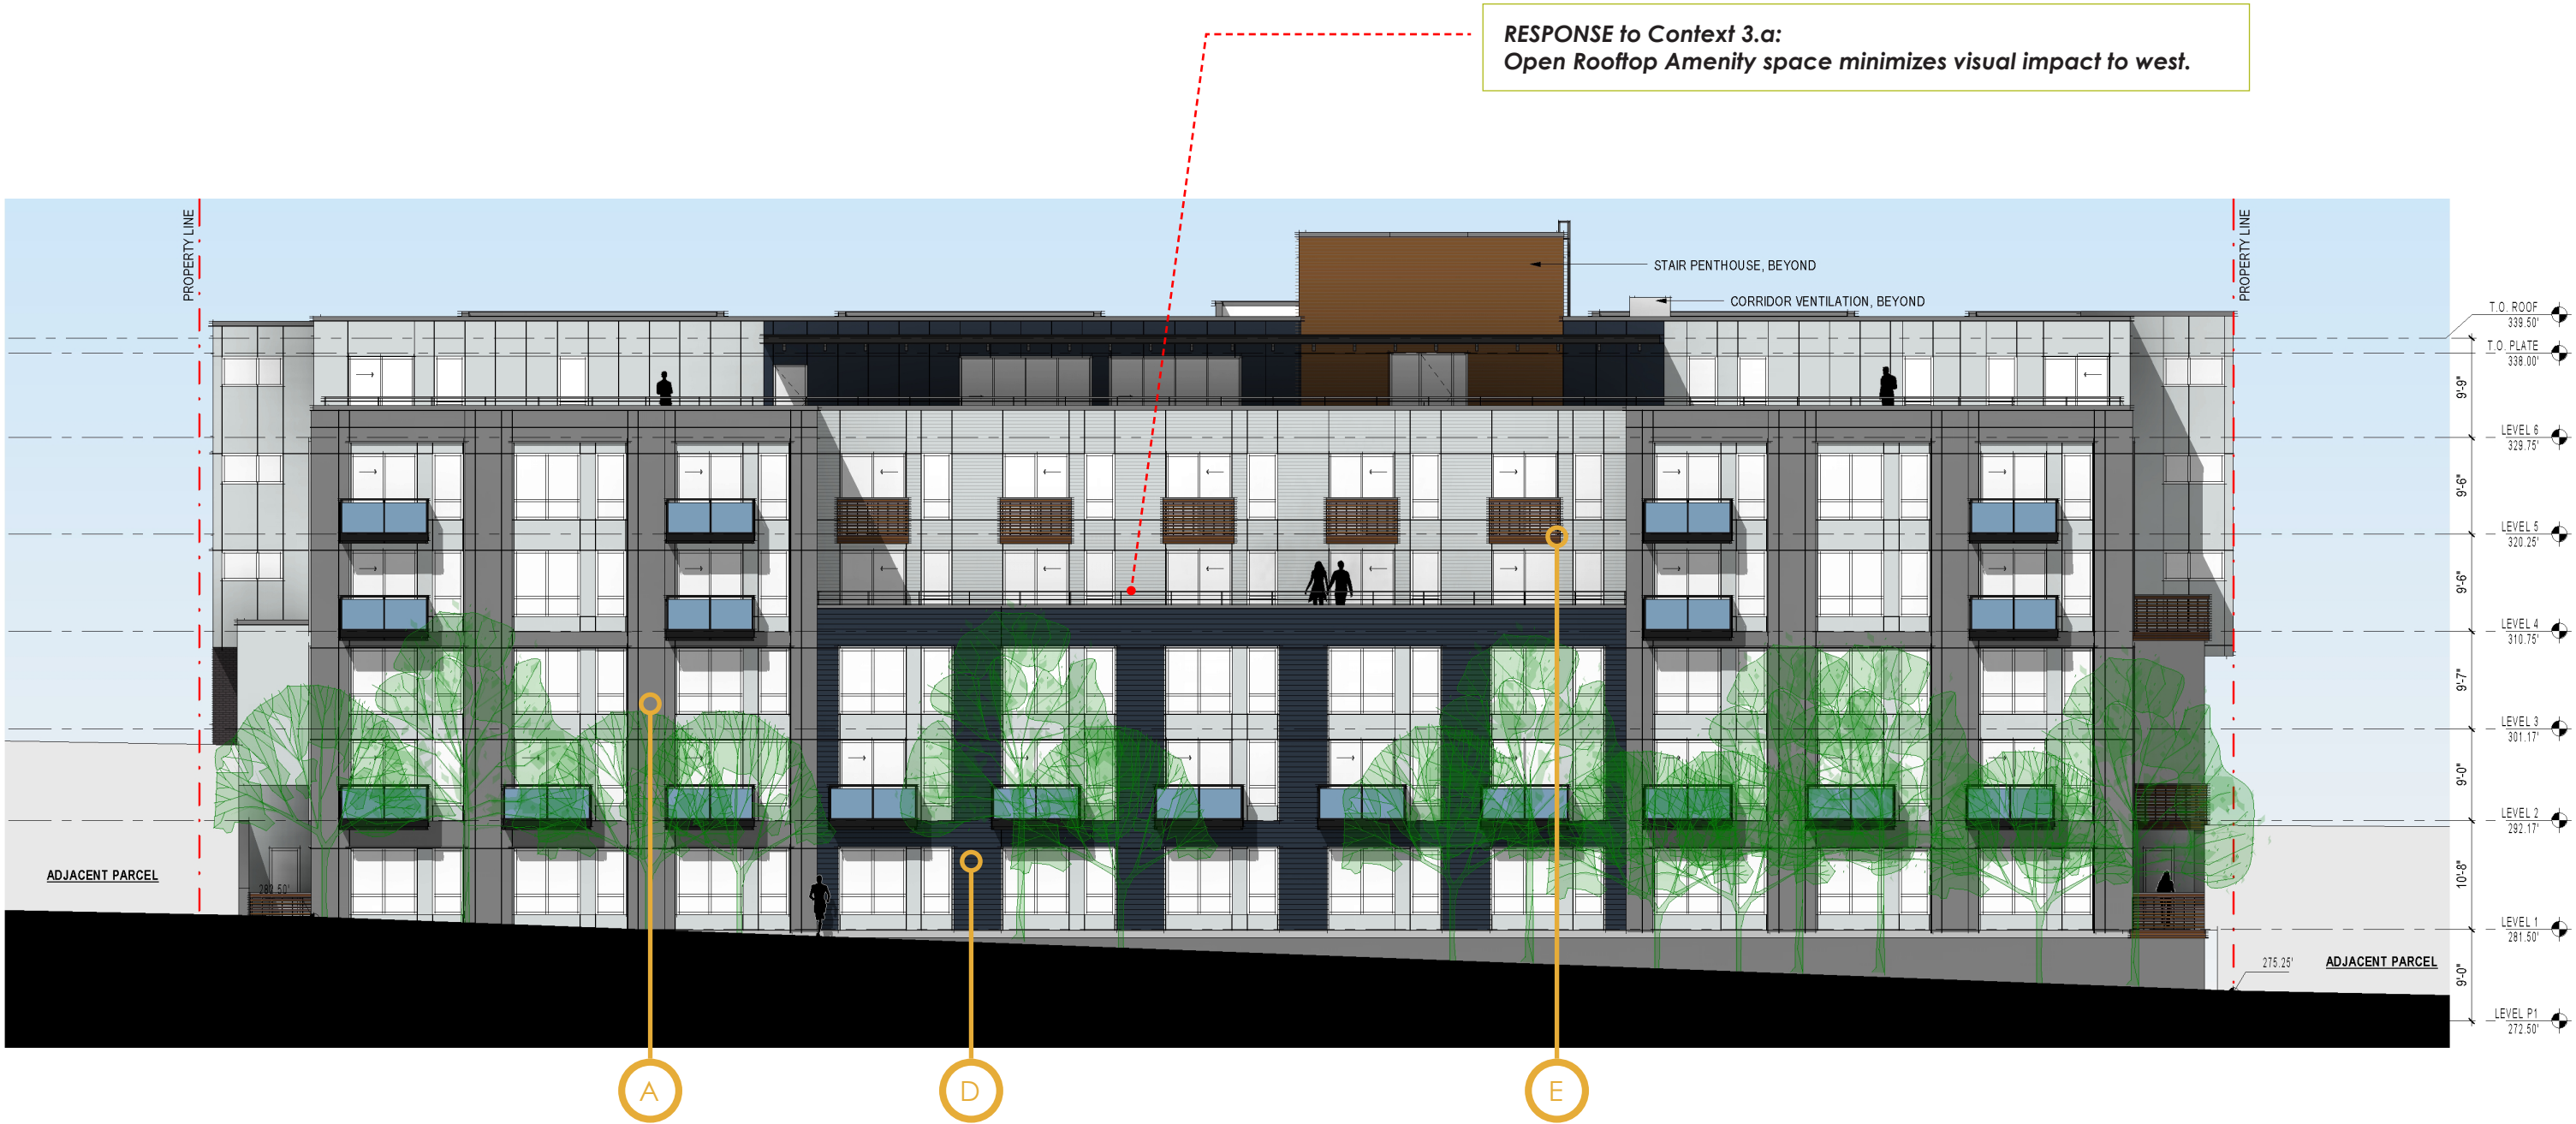 RESPONSE to Context 3.a:
Open Rooftop Amenity space minimizes visual impact to west.
PROPERTY LINE
PROPERTY LINE
STAIR PENTHOUSE, BEYOND
CORRIDOR VENTILATION, BEYOND
T.O. ROOF
339.50'
T.O. PLATE
338.00'
9'-9"
LEVEL 6
329.75'
9'-6"
LEVEL 5
320.25'
9'-6"
LEVEL 4
310.75'
9'-7"
LEVEL 3
301.17'
9'-0"
LEVEL 2
292.17'
10'-8"
LEVEL 1
281.50'
9'-0"
LEVEL P1
272.50'
ADJACENT PARCEL
275.25'
ADJACENT PARCEL
A
D
E